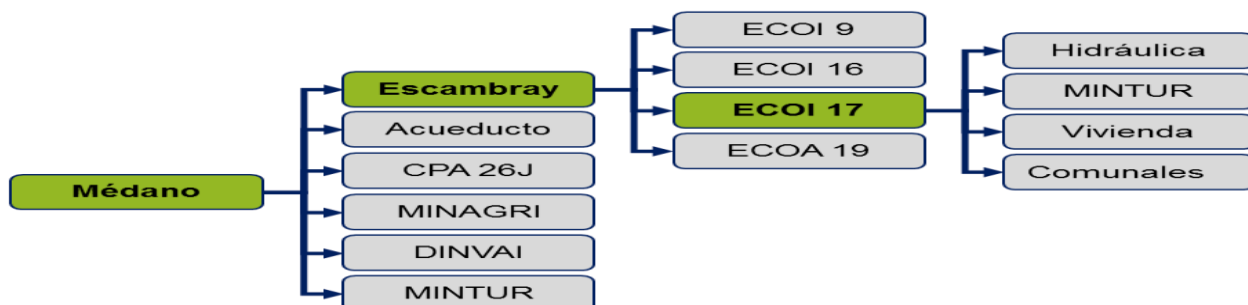 Médano
Escambray
Acueducto
CPA 26J
MINAGRI
DINVAI
MINTUR
ECOI 9
ECOI 16
ECOI 17
ECOA 19
Hidráulica
MINTUR
Vivienda
Comunales